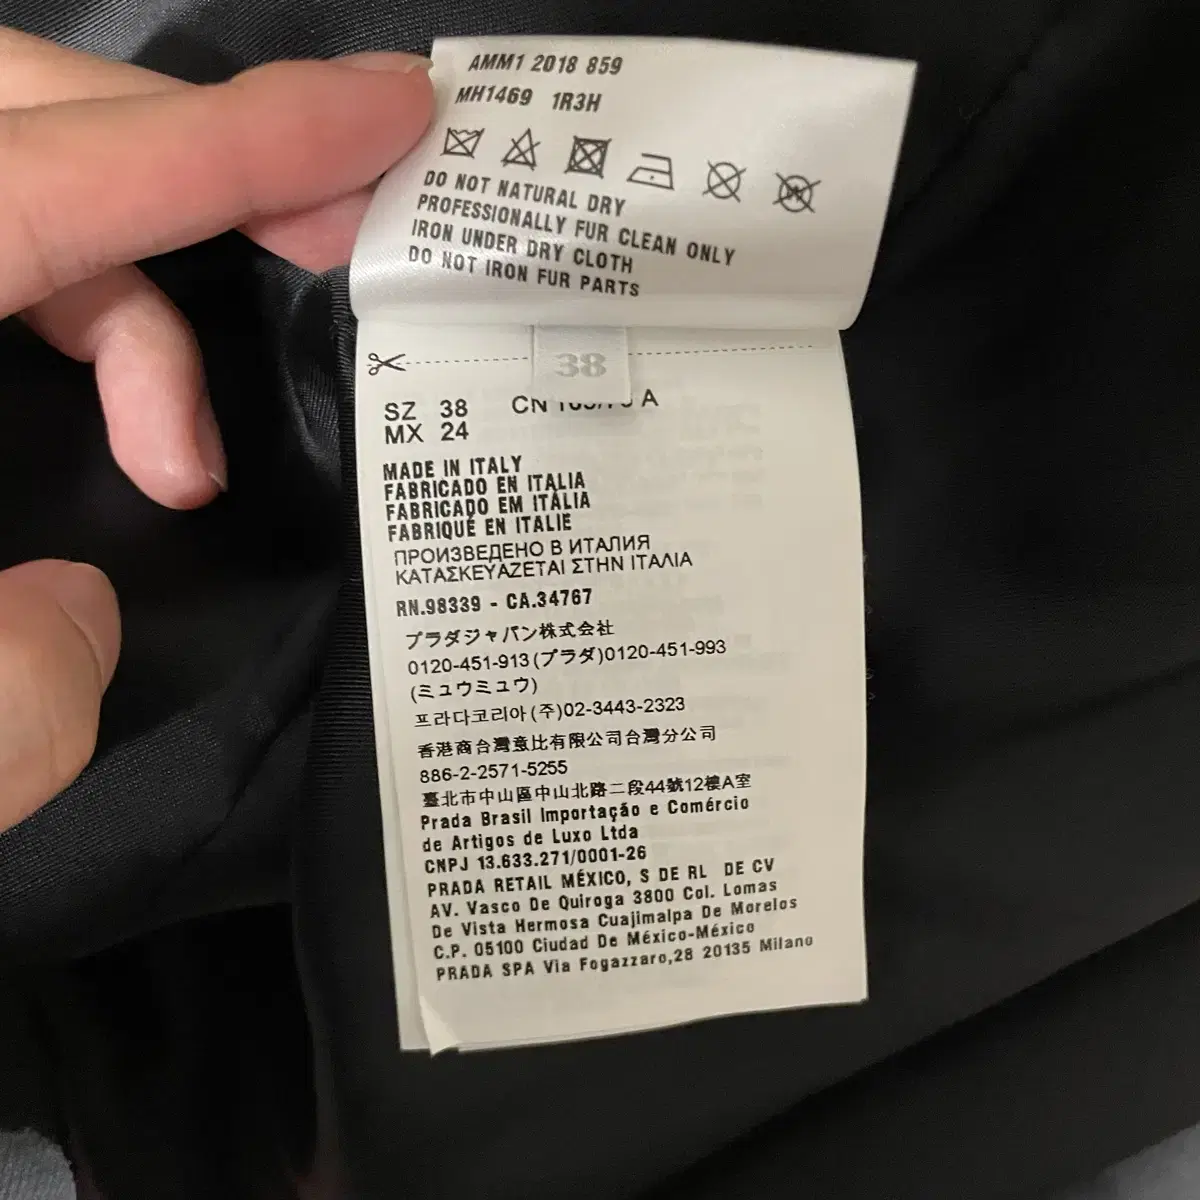 AMM1 2018 859
MH1469 1R3H
DO NOT NATURAL DRY
PROFESSIONALLY FUR CLEAN ONLY
IRON UNDER DRY CLOTH
DO NOT IRON FUR PARTS
38
SZ 38 CN A
MX 24
MADE IN ITALY
FABRICADO EN ITALIA
FABRICADO EM ITÁLIA
FABRIQUÉ EN ITALIE
ПРОИЗВЕДЕНО В ИТАЛИЯ
ΚΑΤΑΣΚΕΥΑΖΕΤΑΙ ΣΤΗΝ ΙΤΑΛΙΑ
RN.98339 - CA.34767
プラダジャパン株式会社
0120-451-913(プラダ)0120-451-993
(ミュウミュウ)
프라다코리아(주)02-3443-2323
香港商台灣意比有限公司台灣分公司
886-2-2571-5255
臺北市中山區中山北路二段44號12樓A室
Prada Brasil Importação e Comércio
de Artigos de Luxo Ltda
CNPJ 13.633.271/0001-26
PRADA RETAIL MÉXICO, S DE RL DE CV
AV. Vasco De Quiroga 3800 Col. Lomas
De Vista Hermosa Cuajimalpa De Morelos
C.P. 05100 Ciudad De México-México
PRADA SPA Via Fogazzaro,28 20135 Milano